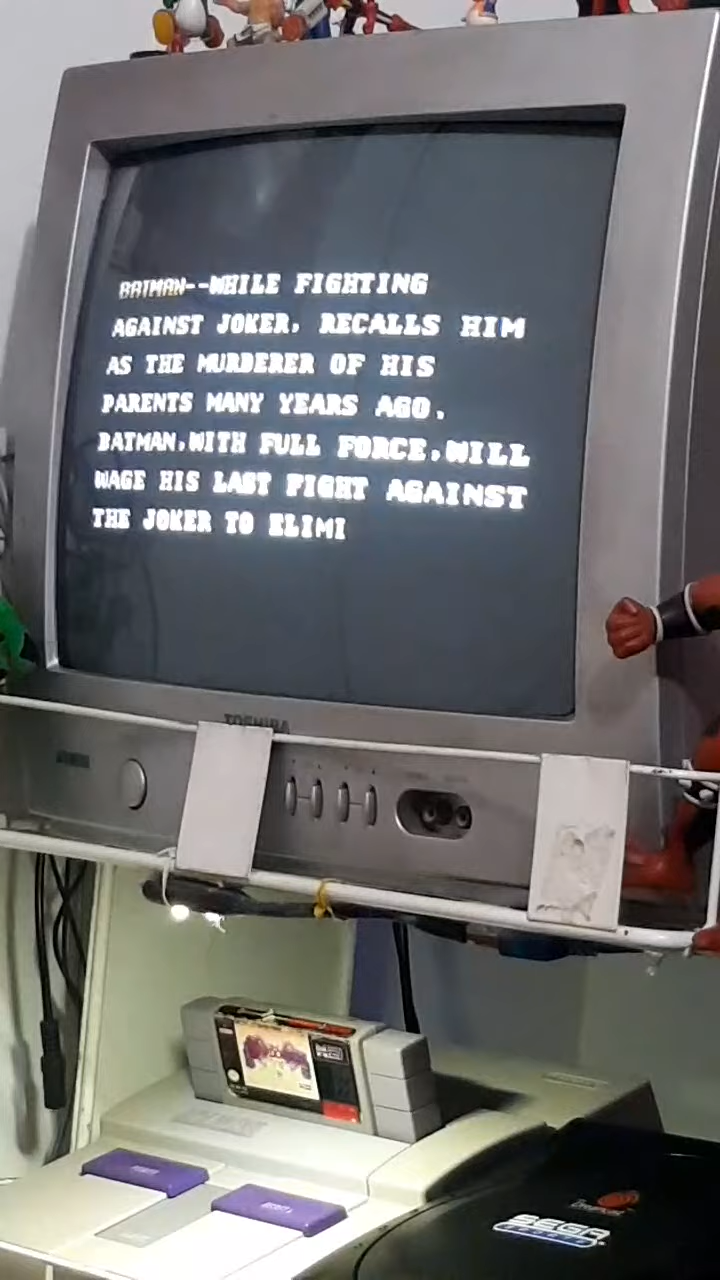 BATMAN--WHILE FIGHTING
AGAINST JOKER, RECALLS HIM
AS THE MURDERER OF HIS
PARENTS MANY YEARS AGO.
BATMAN,WITH FULL FORCE,WILL
WAGE HIS LAST FIGHT AGAINST
THE JOKER TO ELIMI
TOSHIBA
SEGA
SPORTS